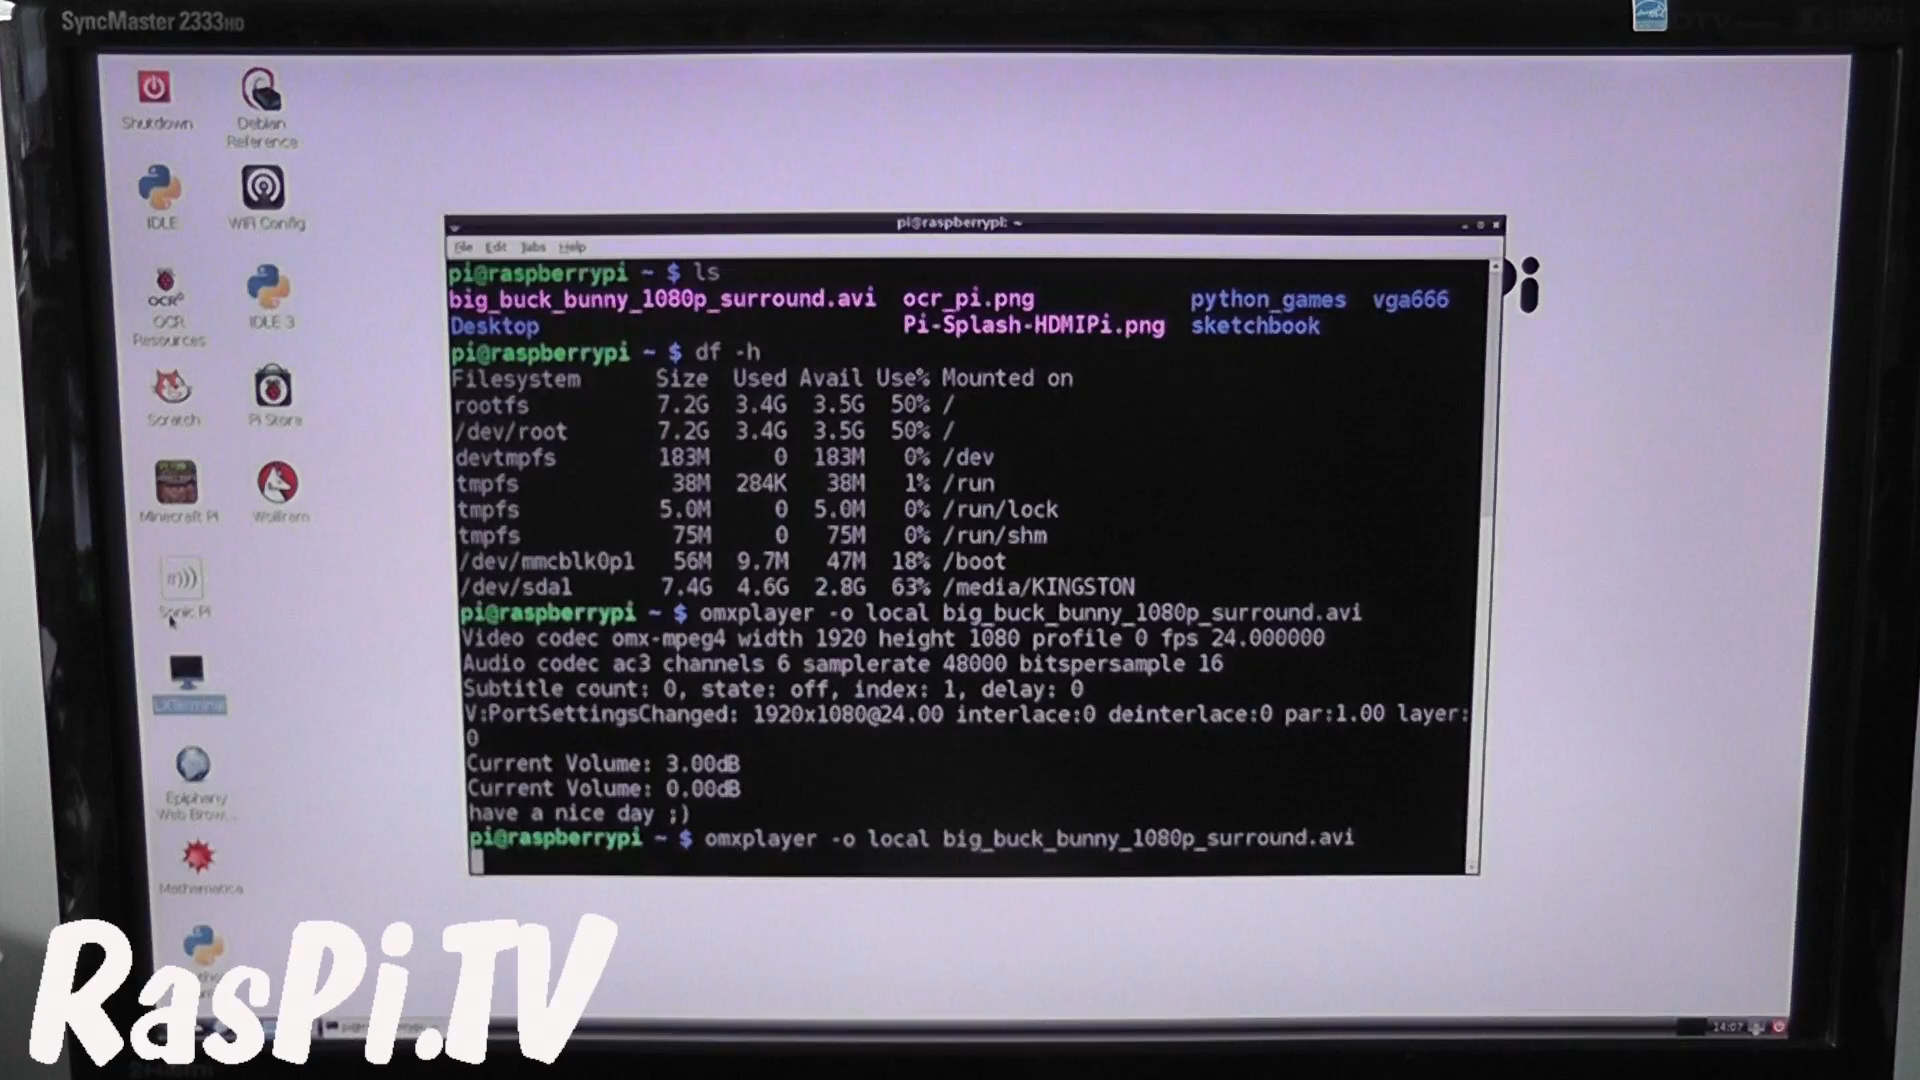 SyncMaster 2333HD
Shutdown
Debian
Reference
IDLE
WiFi Config
OCR
Resources
IDLE 3
Scratch
Pi Store
Minecraft Pi
Wolfram
Sonic Pi
LXTerminal
Epiphany
Web Brow...
Mathematica
pi@raspberrypi: ~
File Edit Tabs Help
pi@raspberrypi ~ $ ls
big_buck_bunny_1080p_surround.avi ocr_pi.png python_games vga666
Desktop Pi-Splash-HDMIPi.png sketchbook
pi@raspberrypi ~ $ df -h
Filesystem Size Used Avail Use% Mounted on
rootfs 7.2G 3.4G 3.5G 50% /
/dev/root 7.2G 3.4G 3.5G 50% /
devtmpfs 183M 0 183M 0% /dev
tmpfs 38M 284K 38M 1% /run
tmpfs 5.0M 0 5.0M 0% /run/lock
tmpfs 75M 0 75M 0% /run/shm
/dev/mmcblk0p1 56M 9.7M 47M 18% /boot
/dev/sda1 7.4G 4.6G 2.8G 63% /media/KINGSTON
pi@raspberrypi ~ $ omxplayer -o local big_buck_bunny_1080p_surround.avi
Video codec omx-mpeg4 width 1920 height 1080 profile 0 fps 24.000000
Audio codec ac3 channels 6 samplerate 48000 bitspersample 16
Subtitle count: 0, state: off, index: 1, delay: 0
V:PortSettingsChanged: 1920x1080@24.00 interlace:0 deinterlace:0 par:1.00 layer:
0
Current Volume: 3.00dB
Current Volume: 0.00dB
have a nice day ;)
pi@raspberrypi ~ $ omxplayer -o local big_buck_bunny_1080p_surround.avi
Pi
14:07
RasPi.TV